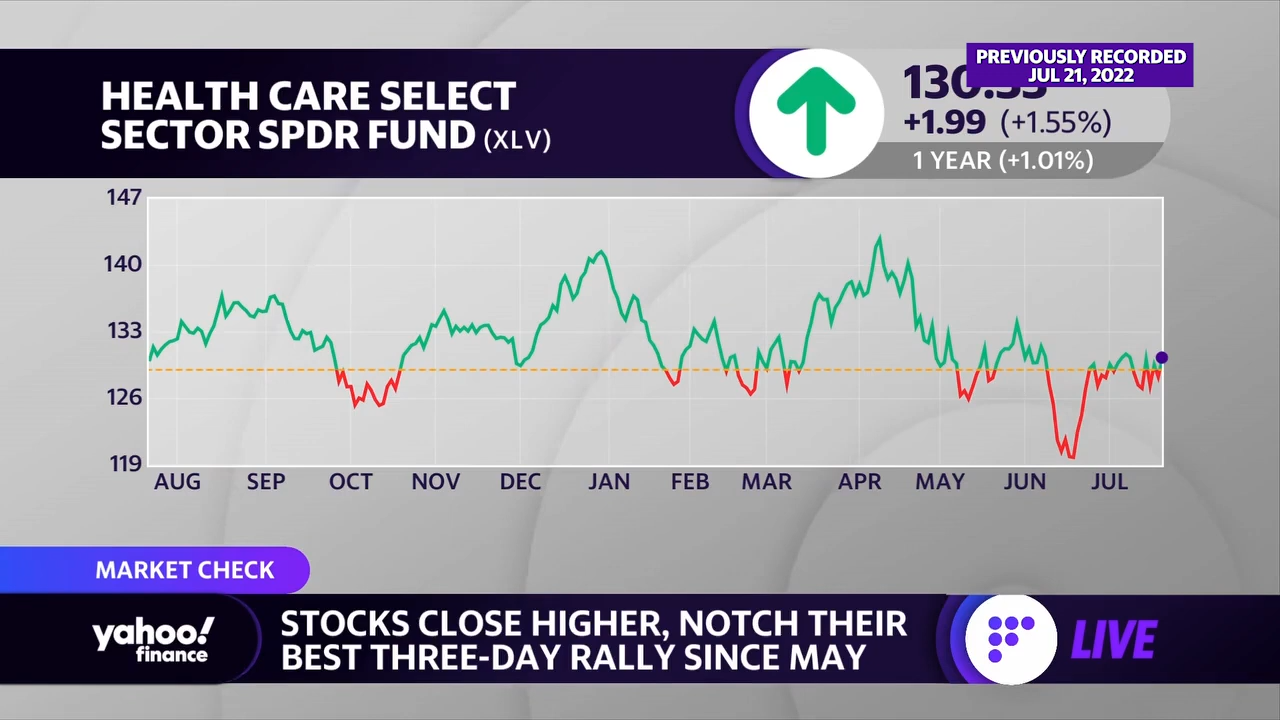 HEALTH CARE SELECT
SECTOR SPDR FUND (XLV)
PREVIOUSLY RECORDED
JUL 21, 2022
+1.99 (+1.55%)
1 YEAR (+1.01%)
147
140
133
126
119
AUG SEP OCT NOV DEC JAN FEB MAR APR MAY JUN JUL
MARKET CHECK
yahoo!
finance
STOCKS CLOSE HIGHER, NOTCH THEIR
BEST THREE-DAY RALLY SINCE MAY
LIVE